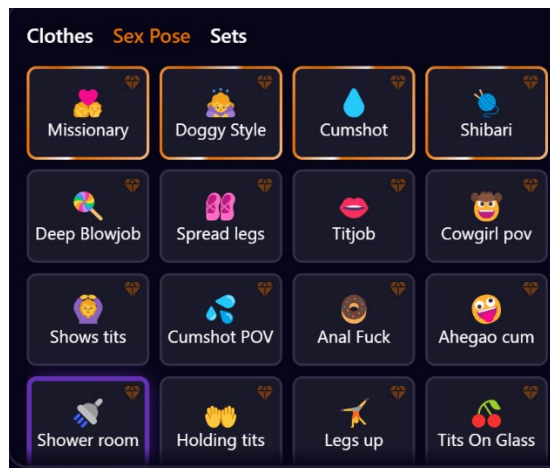 Clothes Sex Pose Sets
Missionary Doggy Style Cumshot Shibari
Deep Blowjob Spread legs Titjob Cowgirl pov
Shows tits Cumshot POV Anal Fuck Ahegao cum
Shower room Holding tits Legs up Tits On Glass